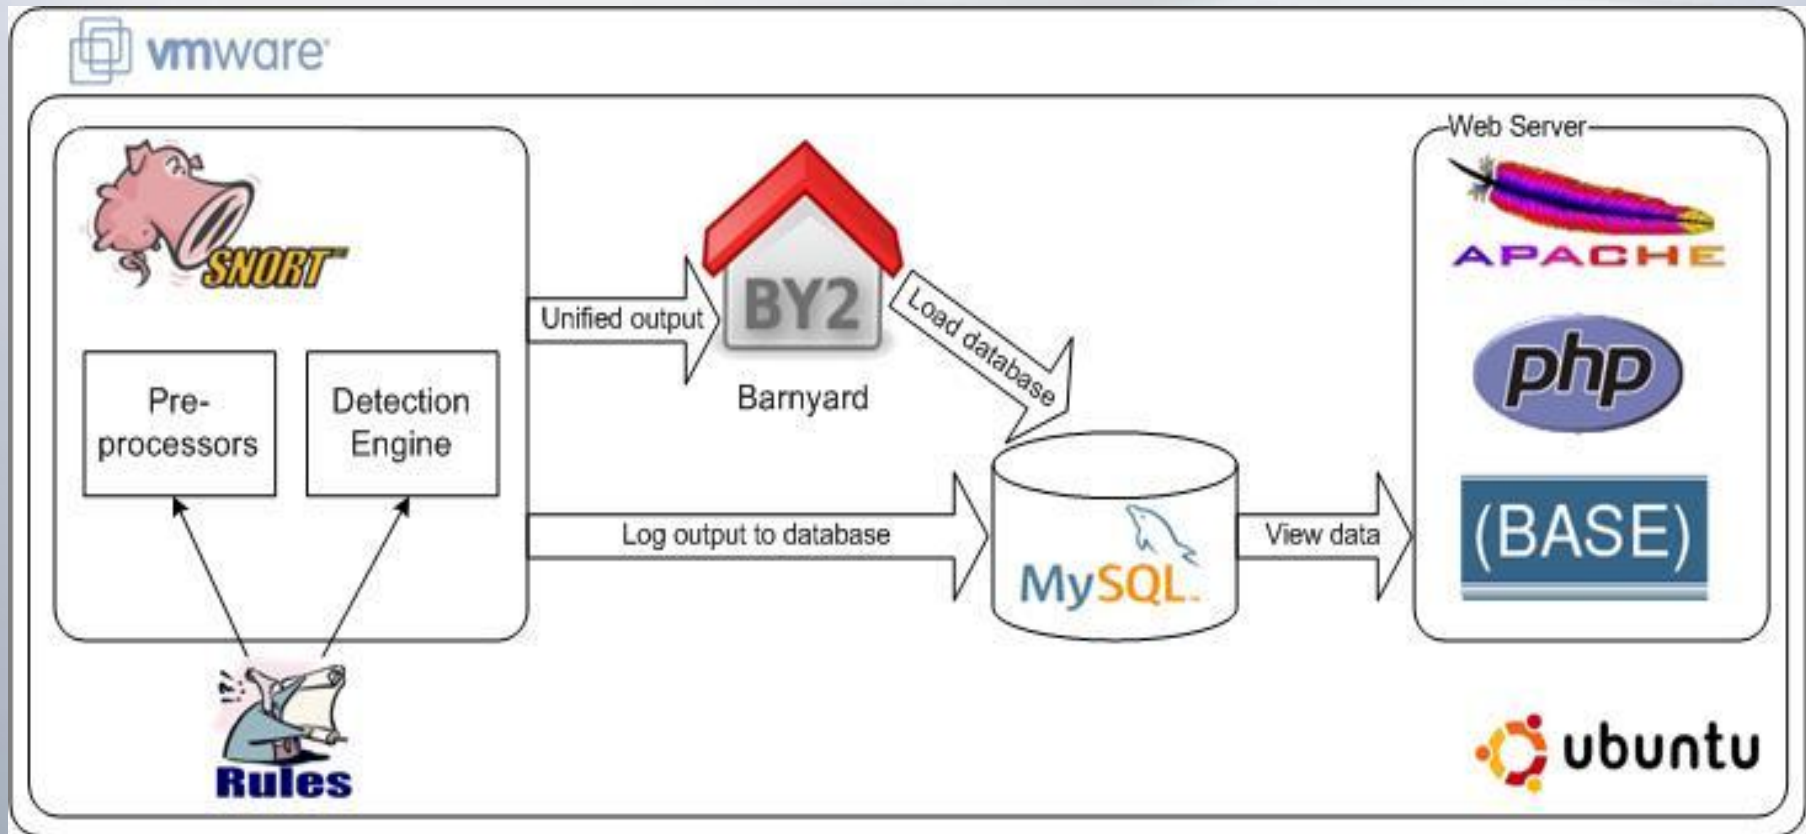 vmware
Web Server
SNORT
APACHE
Unified output
BY2
Load database
Barnyard
php
Pre-
processors
Detection
Engine
Log output to database
MySQL
View data
(BASE)
!?!
Rules
ubuntu